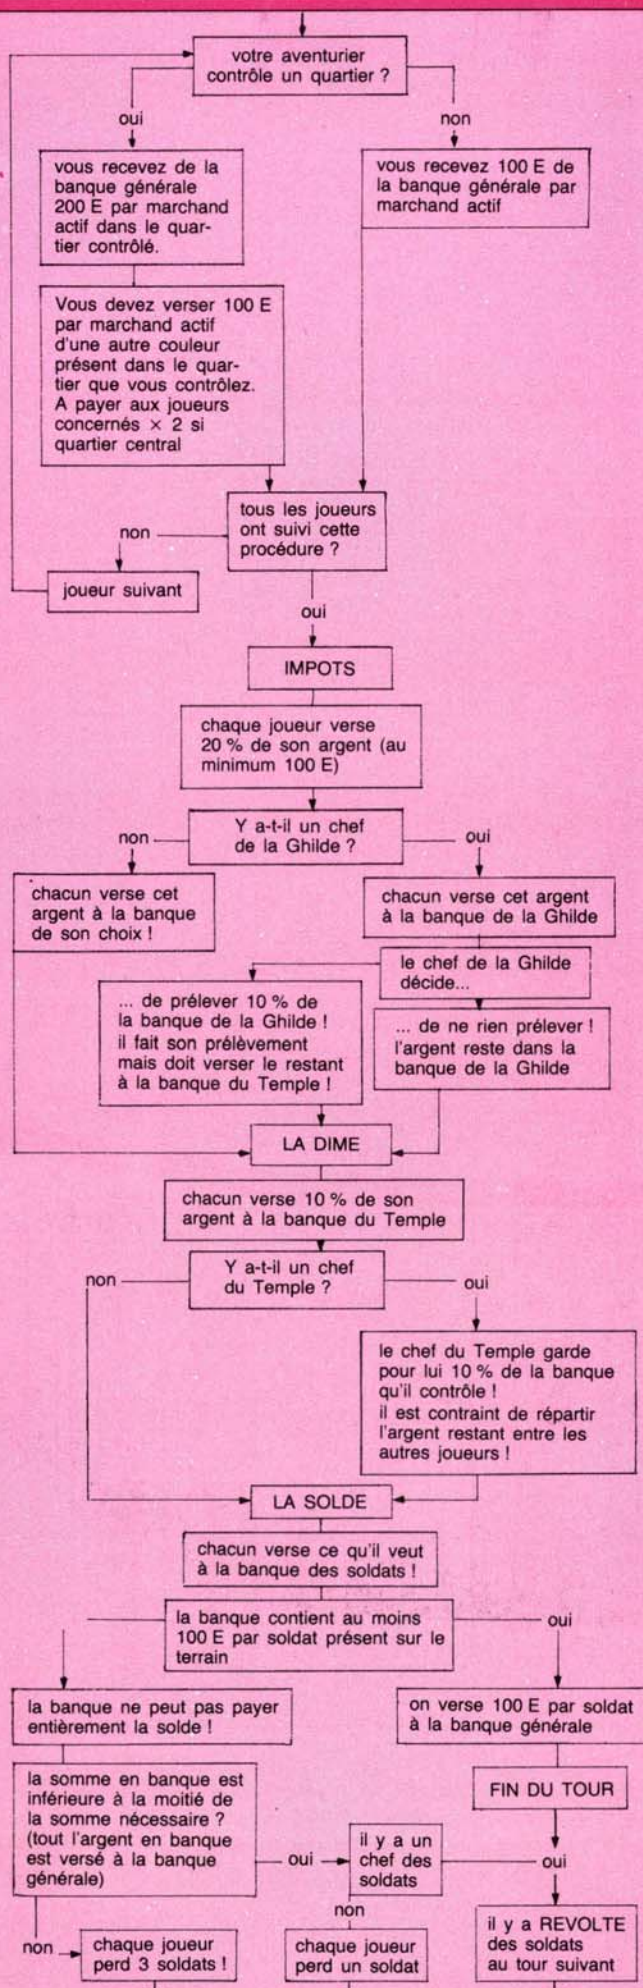 votre aventurier
contrôle un quartier ?
oui
non
vous recevez de la
banque générale
200 E par marchand
actif dans le quar-
tier contrôlé.
vous recevez 100 E de
la banque générale par
marchand actif
Vous devez verser 100 E
par marchand actif
d'une autre couleur
présent dans le quar-
tier que vous contrôlez.
A payer aux joueurs
concernés × 2 si
quartier central
tous les joueurs
ont suivi cette
procédure ?
non
joueur suivant
oui
IMPOTS
chaque joueur verse
20 % de son argent (au
minimum 100 E)
Y a-t-il un chef
de la Ghilde ?
non
oui
chacun verse cet
argent à la banque
de son choix !
chacun verse cet argent
à la banque de la Ghilde
le chef de la Ghilde
décide...
... de prélever 10 % de
la banque de la Ghilde !
il fait son prélèvement
mais doit verser le restant
à la banque du Temple !
... de ne rien prélever !
l'argent reste dans la
banque de la Ghilde
LA DIME
chacun verse 10 % de son
argent à la banque du Temple
Y a-t-il un chef
du Temple ?
non
oui
le chef du Temple garde
pour lui 10 % de la banque
qu'il contrôle !
il est contraint de répartir
l'argent restant entre les
autres joueurs !
LA SOLDE
chacun verse ce qu'il veut
à la banque des soldats !
la banque contient au moins
100 E par soldat présent sur le
terrain
oui
la banque ne peut pas payer
entièrement la solde !
on verse 100 E par soldat
à la banque générale
la somme en banque est
inférieure à la moitié de
la somme nécessaire ?
(tout l'argent en banque
est versé à la banque
générale)
FIN DU TOUR
oui
il y a un
chef des
soldats
oui
non
non
chaque joueur
perd 3 soldats !
chaque joueur
perd un soldat
il y a REVOLTE
des soldats
au tour suivant